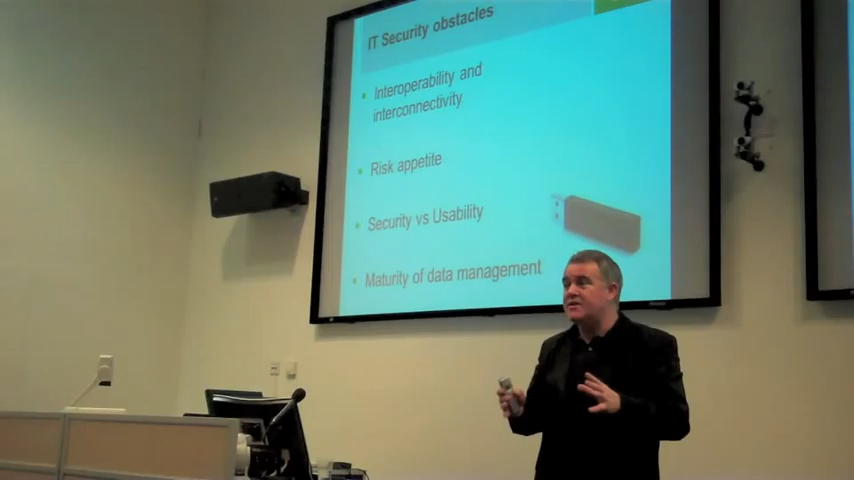 IT Security obstacles
Interoperability and
interconnectivity
Risk appetite
Security vs Usability
Maturity of data management